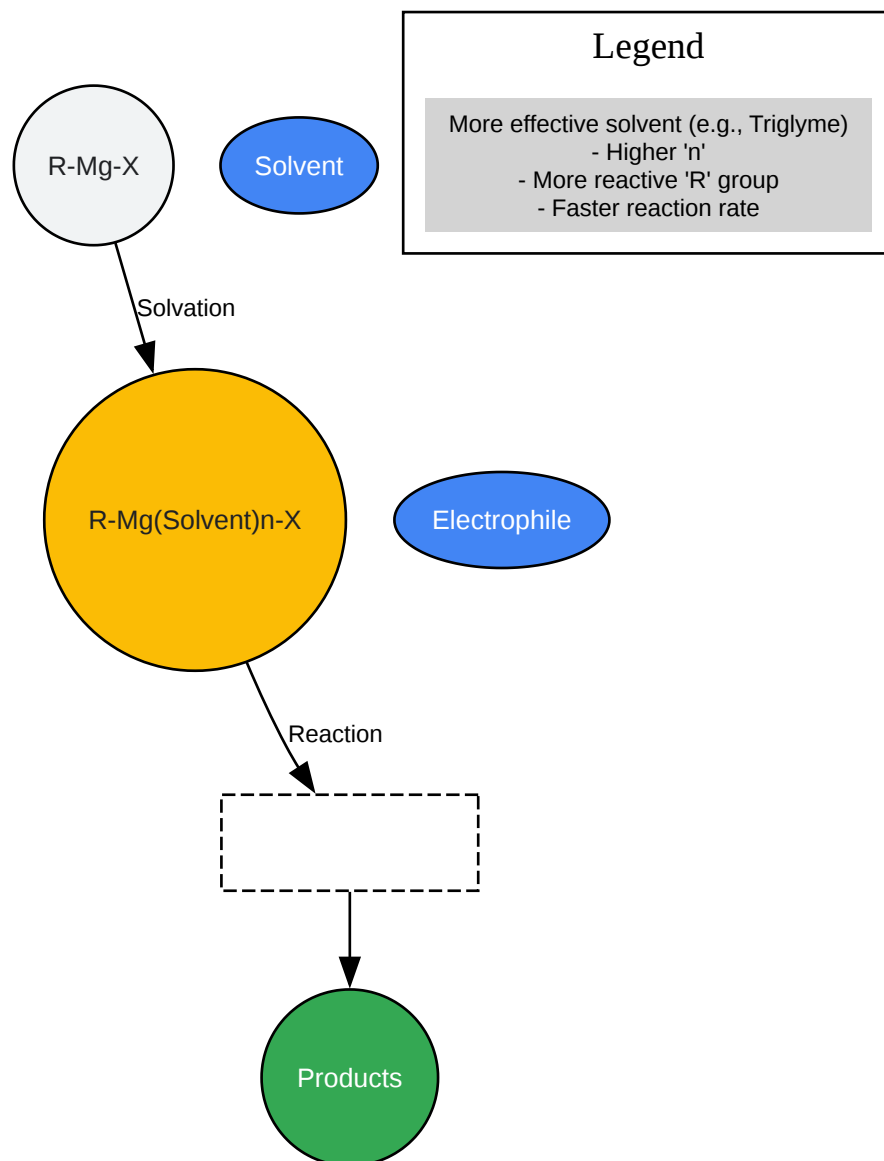 Legend
More effective solvent (e.g., Triglyme)
- Higher 'n'
- More reactive 'R' group
- Faster reaction rate
R-Mg-X
Solvent
Solvation
R-Mg(Solvent)n-X
Electrophile
Reaction
Products